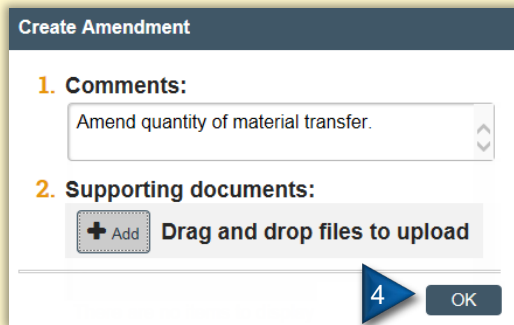 Create Amendment
1. Comments:
Amend quantity of material transfer.
2. Supporting documents:
+ Add Drag and drop files to upload
4 OK